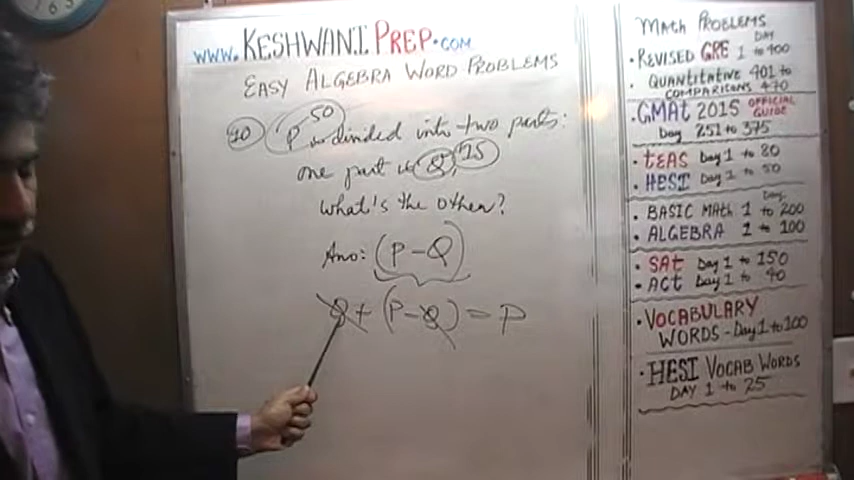 www.KESHWANI PREP.COM
EASY ALGEBRA WORD PROBLEMS
50
10 P is divided into two parts:
one part is Q, 15
what's the other?
Ans: (P-Q)
Q + (P-Q) = P
MATH PROBLEMS
DAY
• REVISED GRE 1 to 400
• QUANTITATIVE 401 to
COMPARISONS 470
• GMAT 2015 OFFICIAL
GUIDE
Day 251 to 375
• TEAS Day 1 to 80
• HESI Day 1 to 50
Day
• BASIC MATH 1 to 200
• ALGEBRA 1 to 100
• SAT Day 1 to 150
• ACT Day 1 to 40
• VOCABULARY
WORDS - Day 1 to 100
• HESI VOCAB WORDS
DAY 1 to 25